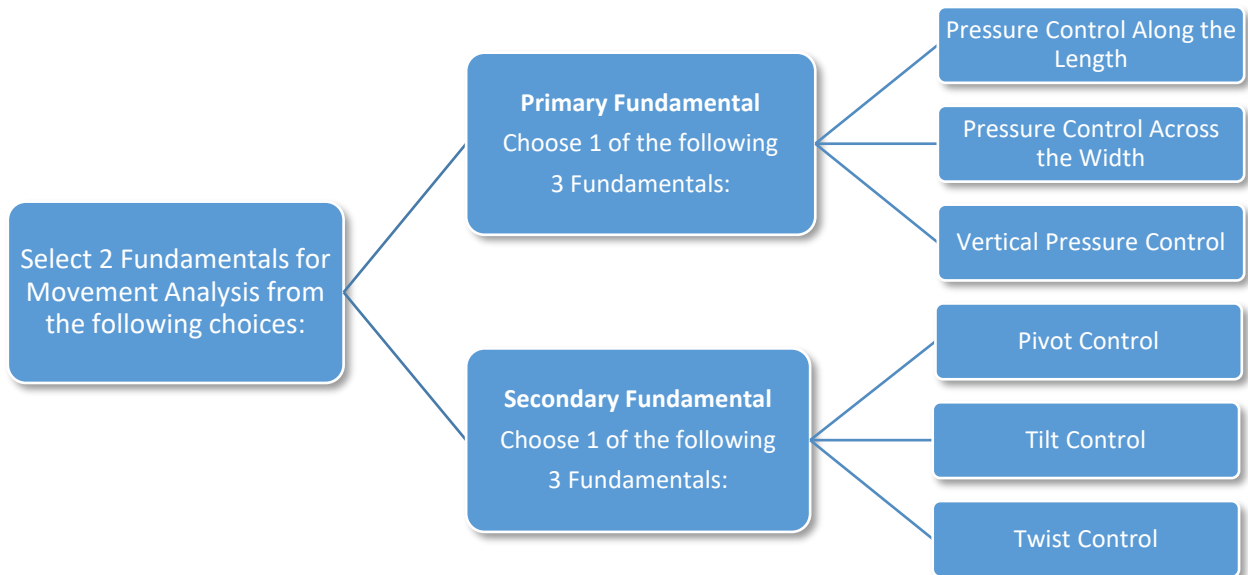 Select 2 Fundamentals for
Movement Analysis from
the following choices:
Primary Fundamental
Choose 1 of the following
3 Fundamentals:
Pressure Control Along the
Length
Pressure Control Across
the Width
Vertical Pressure Control
Secondary Fundamental
Choose 1 of the following
3 Fundamentals:
Pivot Control
Tilt Control
Twist Control